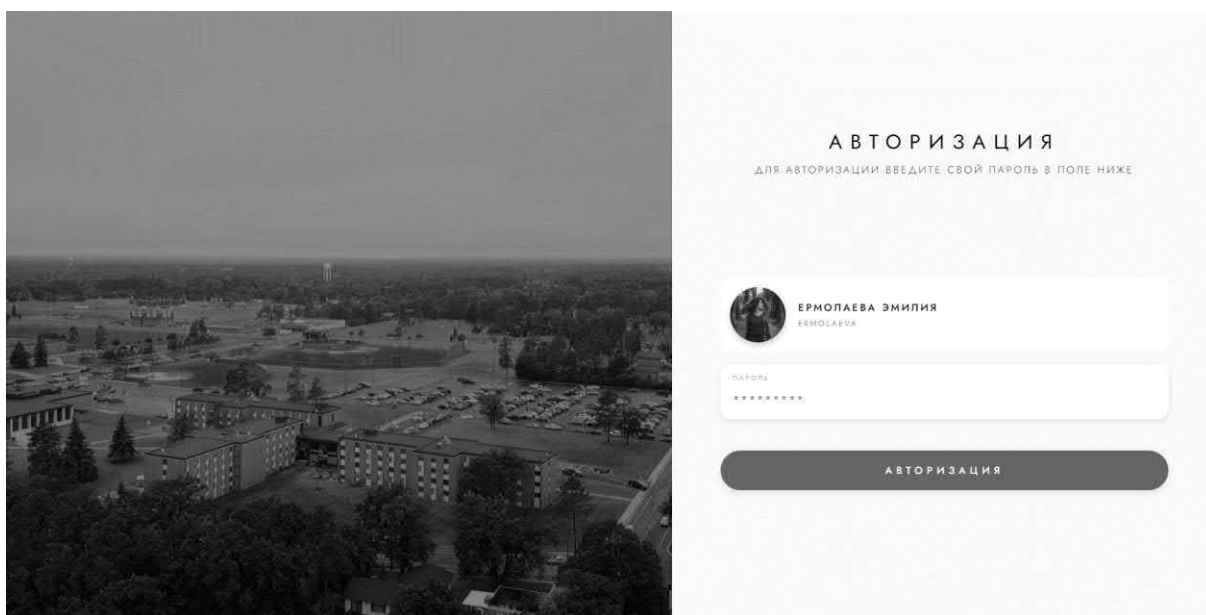 АВТОРИЗАЦИЯ
ДЛЯ АВТОРИЗАЦИИ ВВЕДИТЕ СВОЙ ПАРОЛЬ В ПОЛЕ НИЖЕ
ЕРМОЛАЕВА ЭМИЛИЯ
ERMOLAEVA
ПАРОЛЬ
*********
АВТОРИЗАЦИЯ